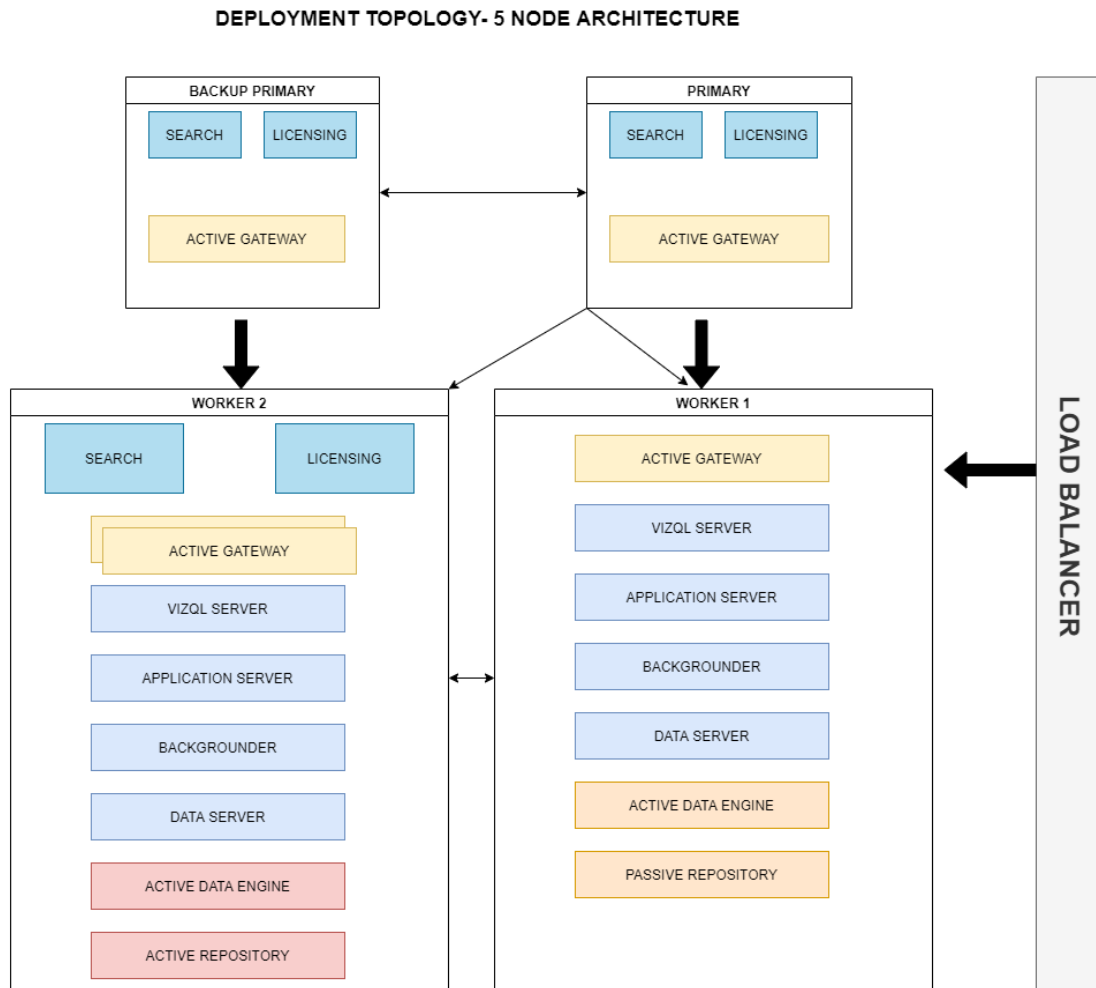 DEPLOYMENT TOPOLOGY- 5 NODE ARCHITECTURE
BACKUP PRIMARY
SEARCH
LICENSING
ACTIVE GATEWAY
PRIMARY
SEARCH
LICENSING
ACTIVE GATEWAY
WORKER 2
SEARCH
LICENSING
ACTIVE GATEWAY
VIZQL SERVER
APPLICATION SERVER
BACKGROUNDER
DATA SERVER
ACTIVE DATA ENGINE
ACTIVE REPOSITORY
WORKER 1
ACTIVE GATEWAY
VIZQL SERVER
APPLICATION SERVER
BACKGROUNDER
DATA SERVER
ACTIVE DATA ENGINE
PASSIVE REPOSITORY
LOAD BALANCER